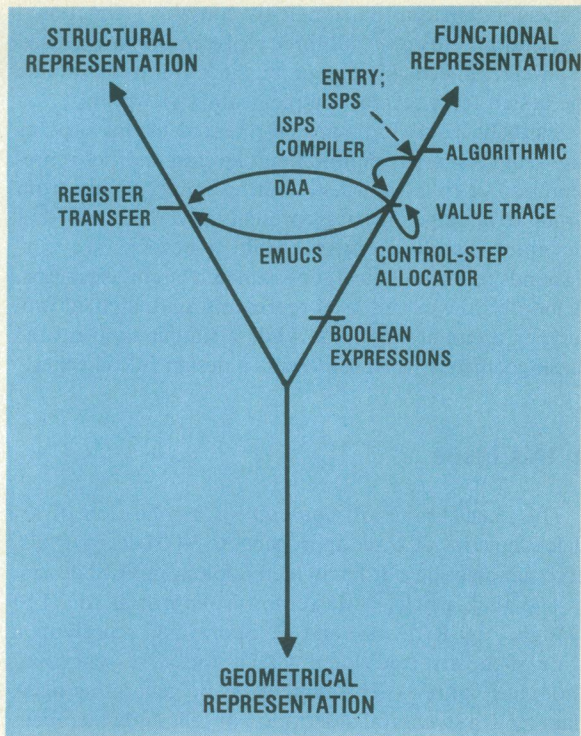 STRUCTURAL
REPRESENTATION
FUNCTIONAL
REPRESENTATION
ENTRY;
ISPS
ISPS
COMPILER
ALGORITHMIC
DAA
REGISTER
TRANSFER
VALUE TRACE
EMUCS
CONTROL-STEP
ALLOCATOR
BOOLEAN
EXPRESSIONS
GEOMETRICAL
REPRESENTATION